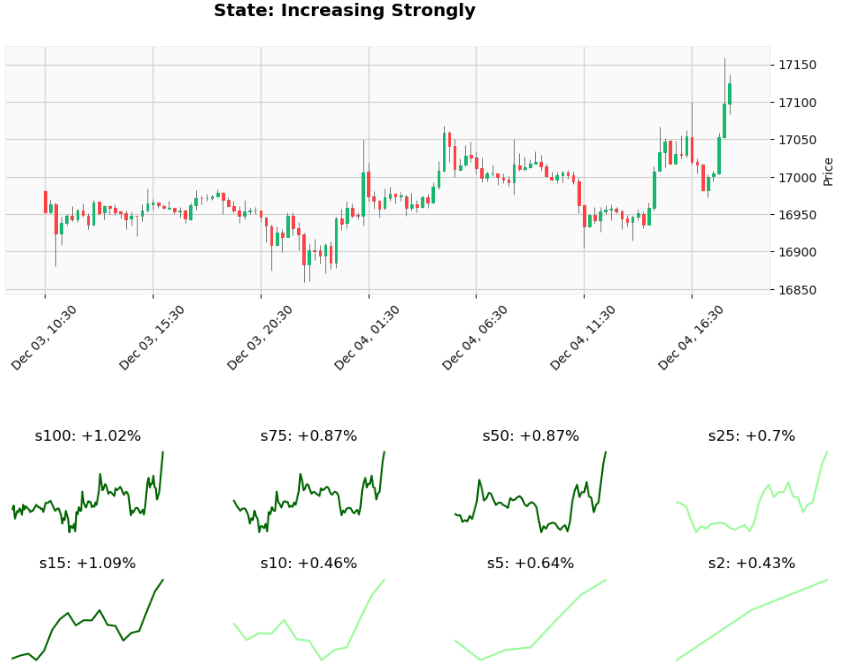 State: Increasing Strongly
17150
17100
17050
17000
16950
16900
16850
Price
Dec 03, 10:30
Dec 03, 15:30
Dec 03, 20:30
Dec 04, 01:30
Dec 04, 06:30
Dec 04, 11:30
Dec 04, 16:30
s100: +1.02%
s75: +0.87%
s50: +0.87%
s25: +0.7%
s15: +1.09%
s10: +0.46%
s5: +0.64%
s2: +0.43%